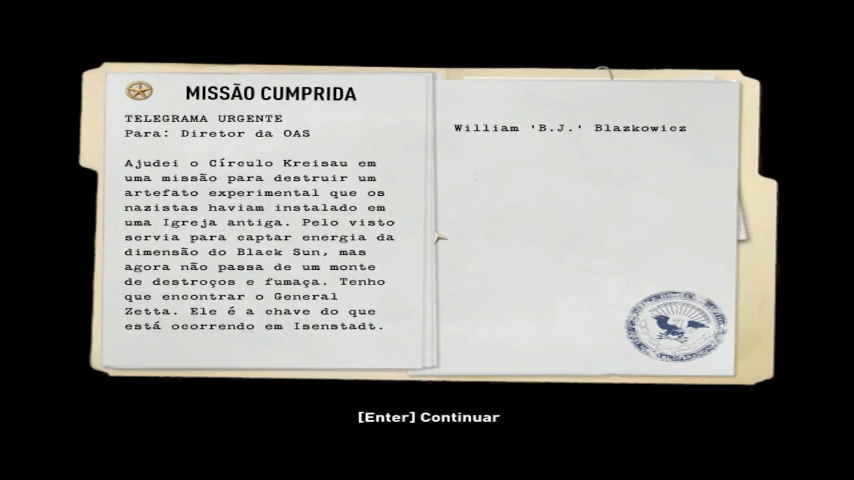 MISSÃO CUMPRIDA
TELEGRAMA URGENTE
Para: Diretor da OAS
Ajudei o Círculo Kreisau em
uma missão para destruir um
artefato experimental que os
nazistas haviam instalado em
uma Igreja antiga. Pelo visto
servia para captar energia da
dimensão do Black Sun, mas
agora não passa de um monte
de destroços e fumaça. Tenho
que encontrar o General
Zetta. Ele é a chave do que
está ocorrendo em Isenstadt.
William 'B.J.' Blazkowicz
[Enter] Continuar